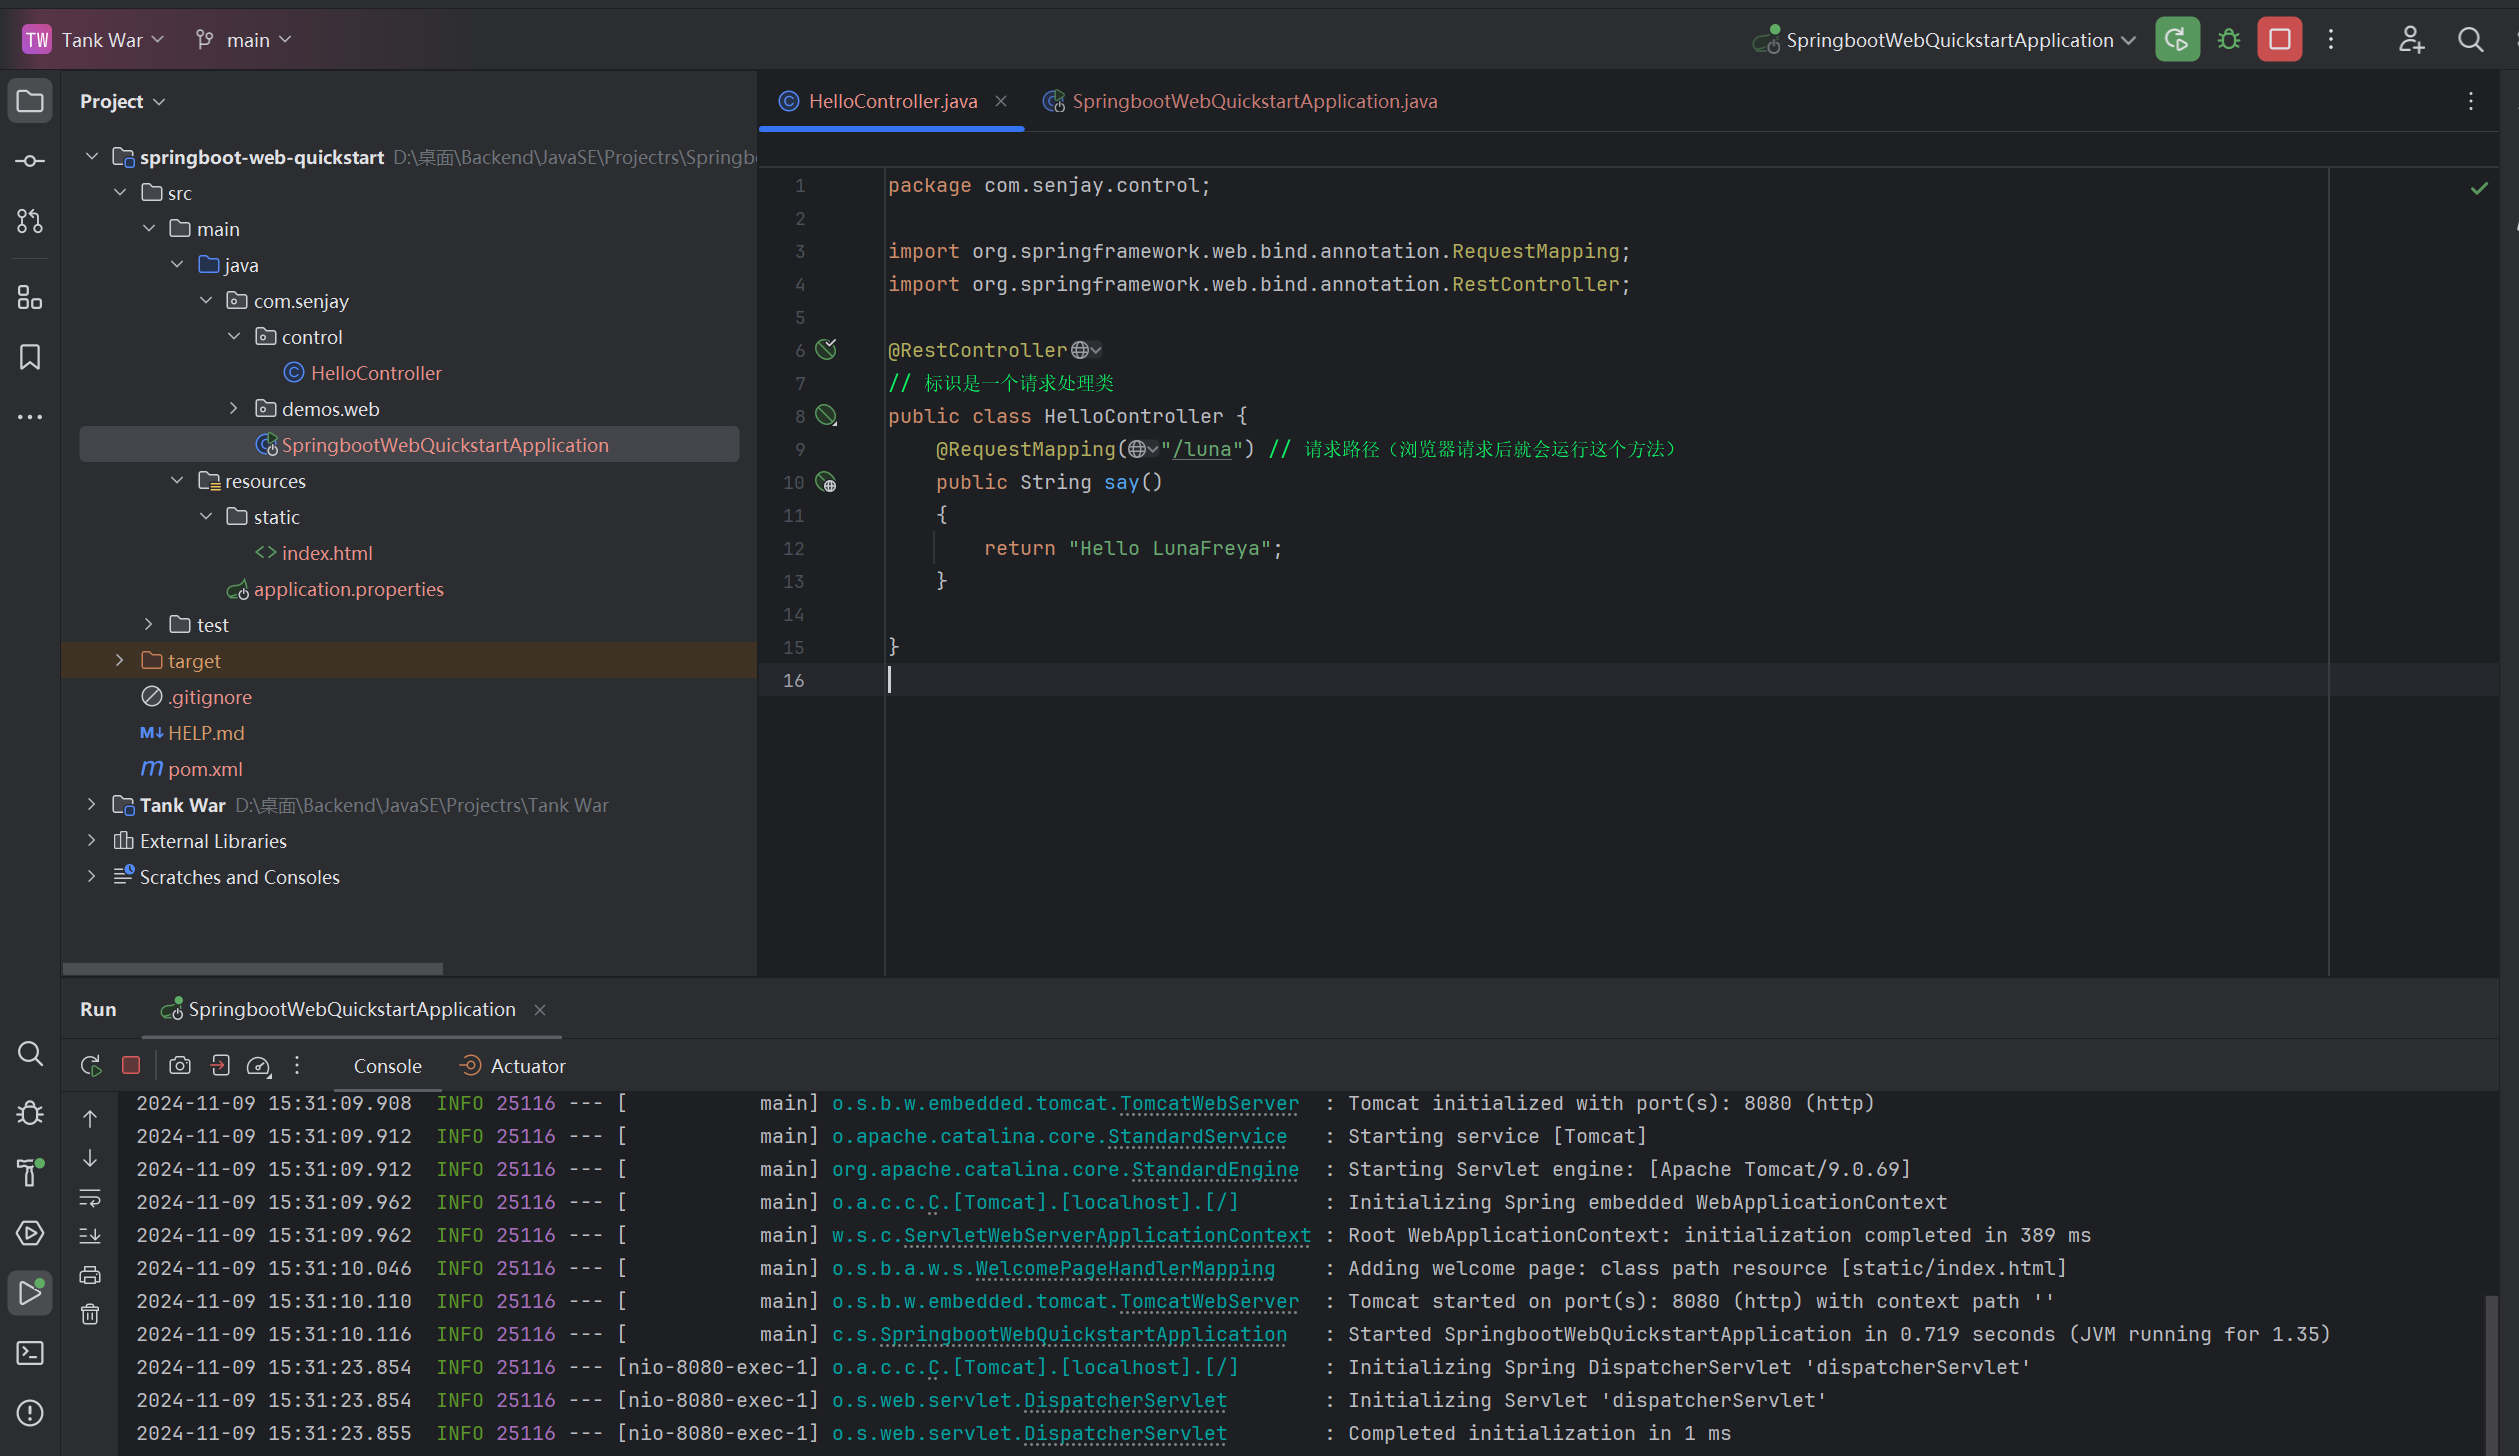 TW Tank War main SpringbootWebQuickstartApplication
Project
HelloController.java SpringbootWebQuickstartApplication.java
springboot-web-quickstart D:\桌面\Backend\JavaSE\Projectrs\Springbo
src
main
java
com.senjay
control
HelloController
demos.web
SpringbootWebQuickstartApplication
resources
static
index.html
application.properties
test
target
.gitignore
HELP.md
pom.xml
Tank War D:\桌面\Backend\JavaSE\Projectrs\Tank War
External Libraries
Scratches and Consoles
1 package com.senjay.control;
2
3 import org.springframework.web.bind.annotation.RequestMapping;
4 import org.springframework.web.bind.annotation.RestController;
5
6 @RestController
7 // 标识是一个请求处理类
8 public class HelloController {
9 @RequestMapping("/luna") // 请求路径（浏览器请求后就会运行这个方法）
10 public String say()
11 {
12 return "Hello LunaFreya";
13 }
14
15 }
16
Run SpringbootWebQuickstartApplication
Console Actuator
2024-11-09 15:31:09.908 INFO 25116 --- [ main] o.s.b.w.embedded.tomcat.TomcatWebServer : Tomcat initialized with port(s): 8080 (http)
2024-11-09 15:31:09.912 INFO 25116 --- [ main] o.apache.catalina.core.StandardService : Starting service [Tomcat]
2024-11-09 15:31:09.912 INFO 25116 --- [ main] org.apache.catalina.core.StandardEngine : Starting Servlet engine: [Apache Tomcat/9.0.69]
2024-11-09 15:31:09.962 INFO 25116 --- [ main] o.a.c.c.C.[Tomcat].[localhost].[/] : Initializing Spring embedded WebApplicationContext
2024-11-09 15:31:09.962 INFO 25116 --- [ main] w.s.c.ServletWebServerApplicationContext : Root WebApplicationContext: initialization completed in 389 ms
2024-11-09 15:31:10.046 INFO 25116 --- [ main] o.s.b.a.w.s.WelcomePageHandlerMapping : Adding welcome page: class path resource [static/index.html]
2024-11-09 15:31:10.110 INFO 25116 --- [ main] o.s.b.w.embedded.tomcat.TomcatWebServer : Tomcat started on port(s): 8080 (http) with context path ''
2024-11-09 15:31:10.116 INFO 25116 --- [ main] c.s.SpringbootWebQuickstartApplication : Started SpringbootWebQuickstartApplication in 0.719 seconds (JVM running for 1.35)
2024-11-09 15:31:23.854 INFO 25116 --- [nio-8080-exec-1] o.a.c.c.C.[Tomcat].[localhost].[/] : Initializing Spring DispatcherServlet 'dispatcherServlet'
2024-11-09 15:31:23.854 INFO 25116 --- [nio-8080-exec-1] o.s.web.servlet.DispatcherServlet : Initializing Servlet 'dispatcherServlet'
2024-11-09 15:31:23.855 INFO 25116 --- [nio-8080-exec-1] o.s.web.servlet.DispatcherServlet : Completed initialization in 1 ms